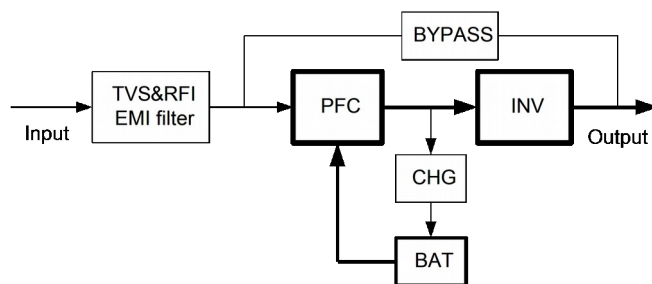 BYPASS
TVS&RFI
EMI filter
PFC
INV
Input
Output
CHG
BAT